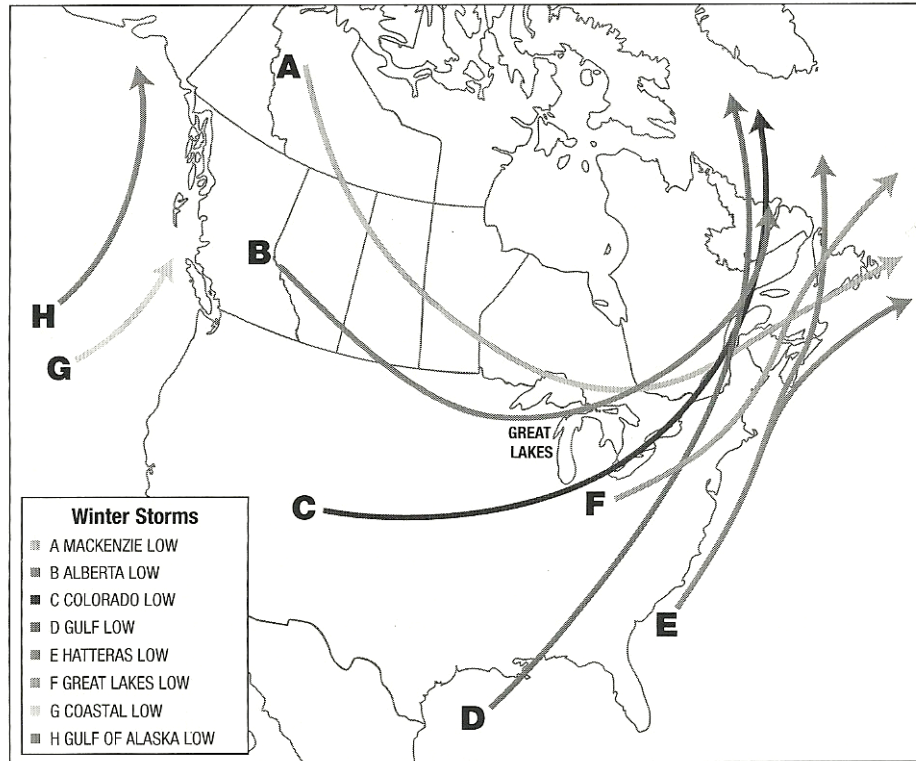 A
B
H
G
GREAT
LAKES
C
F
E
D
Winter Storms
A MACKENZIE LOW
B ALBERTA LOW
C COLORADO LOW
D GULF LOW
E HATTERAS LOW
F GREAT LAKES LOW
G COASTAL LOW
H GULF OF ALASKA LOW